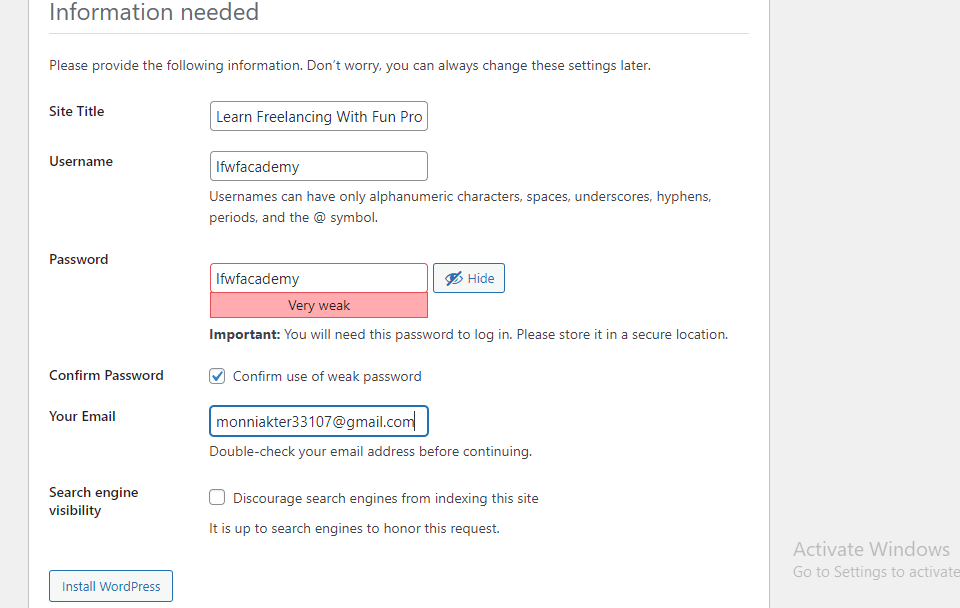 Information needed
Please provide the following information. Don't worry, you can always change these settings later.
Site Title
Learn Freelancing With Fun Pro
Username
lfwfacademy
Usernames can have only alphanumeric characters, spaces, underscores, hyphens,
periods, and the @ symbol.
Password
lfwfacademy
Hide
Very weak
Important: You will need this password to log in. Please store it in a secure location.
Confirm Password
Confirm use of weak password
Your Email
monniakter33107@gmail.com
Double-check your email address before continuing.
Search engine
visibility
Discourage search engines from indexing this site
It is up to search engines to honor this request.
Install WordPress
Activate Windows
Go to Settings to activate